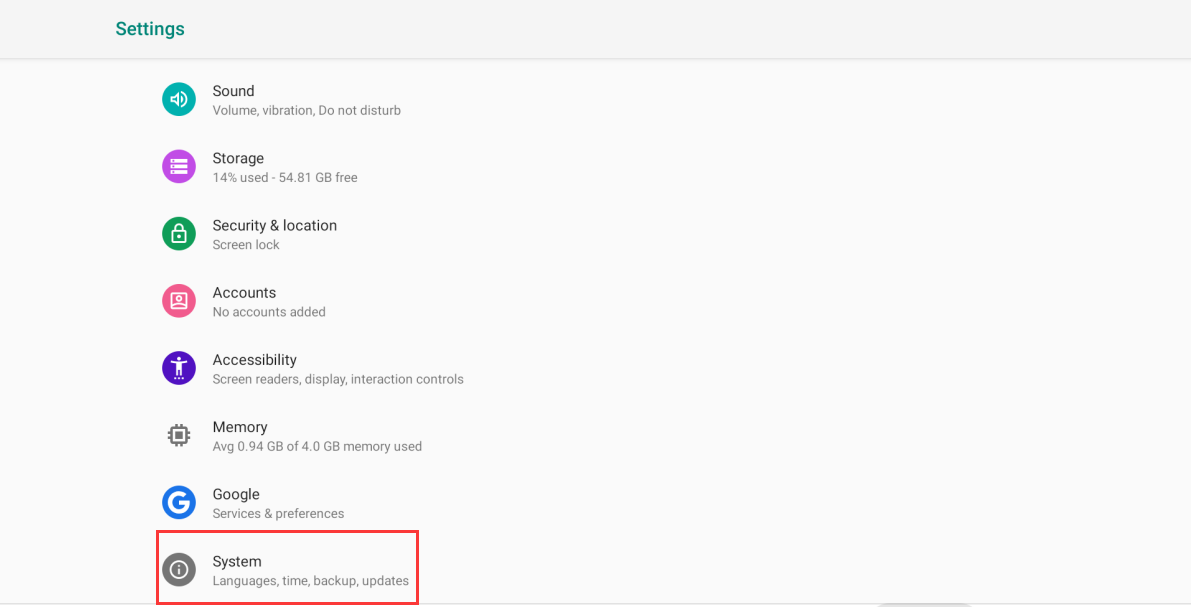 Settings
Sound
Volume, vibration, Do not disturb
Storage
14% used - 54.81 GB free
Security & location
Screen lock
Accounts
No accounts added
Accessibility
Screen readers, display, interaction controls
Memory
Avg 0.94 GB of 4.0 GB memory used
Google
Services & preferences
System
Languages, time, backup, updates